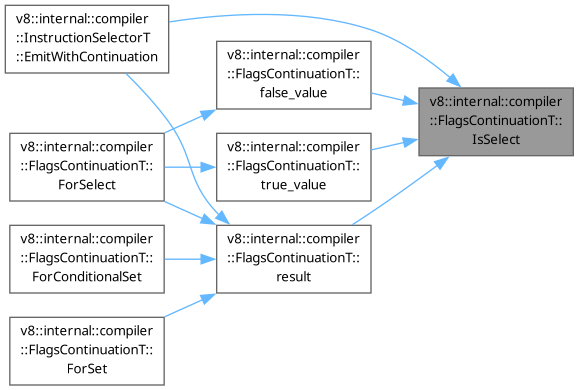 v8::internal::compiler
::InstructionSelectorT
::EmitWithContinuation
v8::internal::compiler
::FlagsContinuationT::
false_value
v8::internal::compiler
::FlagsContinuationT::
IsSelect
v8::internal::compiler
::FlagsContinuationT::
ForSelect
v8::internal::compiler
::FlagsContinuationT::
true_value
v8::internal::compiler
::FlagsContinuationT::
ForConditionalSet
v8::internal::compiler
::FlagsContinuationT::
result
v8::internal::compiler
::FlagsContinuationT::
ForSet